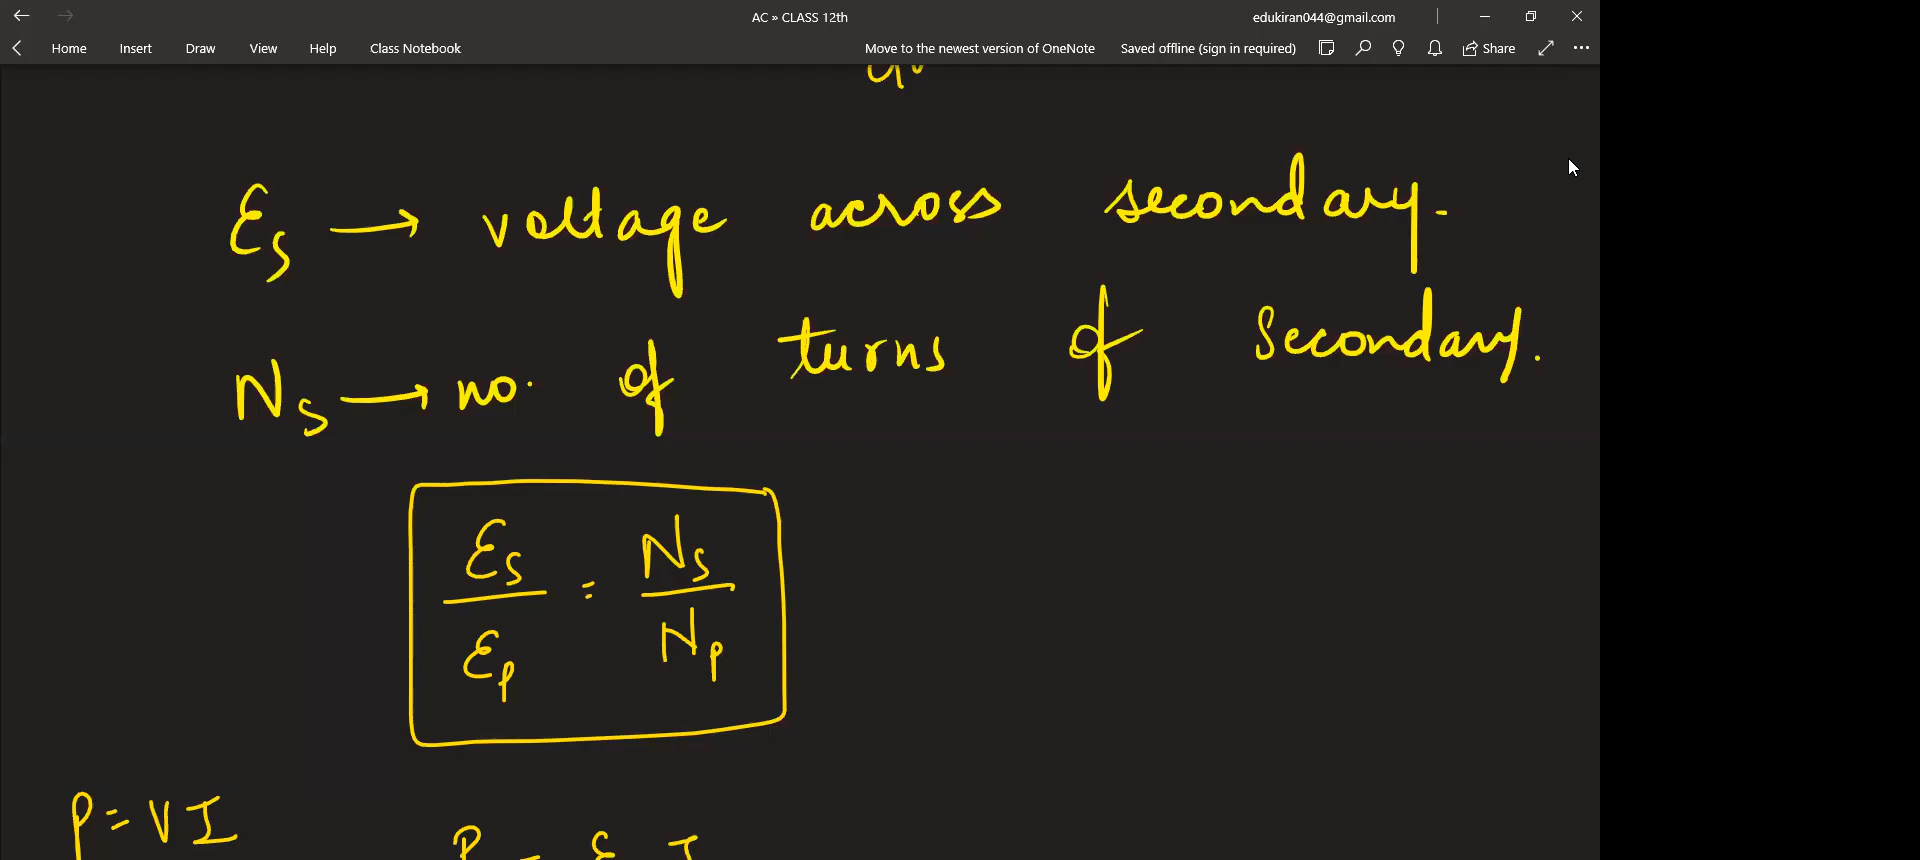 AC » CLASS 12th
edukiran044@gmail.com
Home Insert Draw View Help Class Notebook
Move to the newest version of OneNote Saved offline (sign in required) Share
Es → voltage across secondary.
Ns → no. of turns of Secondary.
Es/Ep = Ns/Np
P = VI